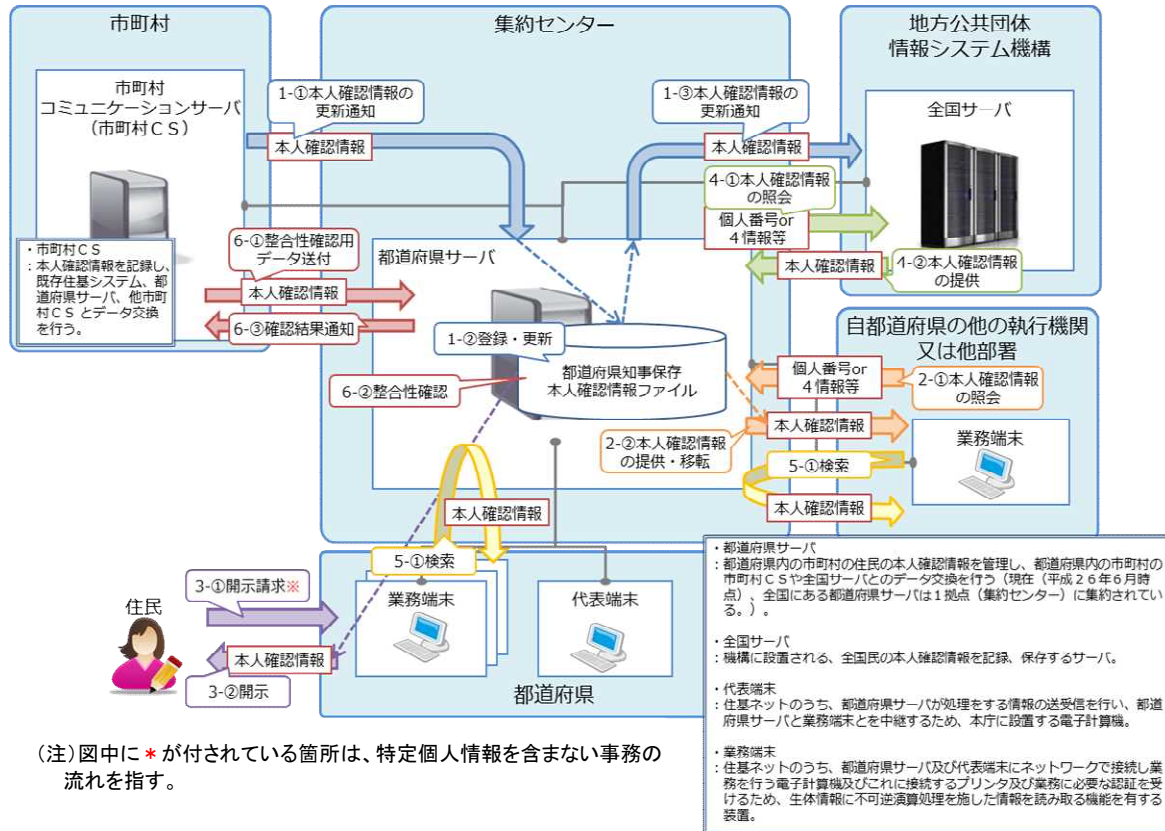 市町村
集約センター
地方公共団体
情報システム機構
市町村
コミュニケーションサーバ
（市町村ＣＳ）
1-①本人確認情報の
更新通知
本人確認情報
1-③本人確認情報の
更新通知
本人確認情報
全国サーバ
4-①本人確認情報
の照会
個人番号or
４情報等
本人確認情報
4-②本人確認情報
の提供
・市町村ＣＳ
：本人確認情報を記録し、
既存住基システム、都
道府県サーバ、他市町
村ＣＳ とデータ交換
を行う。
6-①整合性確認用
データ送付
本人確認情報
6-③確認結果通知
都道府県サーバ
1-②登録・更新
都道府県知事保存
本人確認情報ファイル
6-②整合性確認
自都道府県の他の執行機関
又は他部署
個人番号or
４情報等
2-①本人確認情報
の照会
本人確認情報
2-②本人確認情報
の提供・移転
業務端末
5-①検索
本人確認情報
本人確認情報
5-①検索
3-①開示請求※
住民
本人確認情報
3-②開示
業務端末
代表端末
都道府県
・都道府県サーバ
：都道府県内の市町村の住民の本人確認情報を管理し、都道府県内の市町村の
市町村ＣＳや全国サーバとのデータ交換を行う（現在（平成２６年６月時
点）、全国にある都道府県サーバは１拠点（集約センター）に集約されてい
る。）。
・全国サーバ
：機構に設置される、全国民の本人確認情報を記録、保存するサーバ。
・代表端末
：住基ネットのうち、都道府県サーバが処理をする情報の送受信を行い、都道
府県サーバと業務端末とを中継するため、本庁に設置する電子計算機。
・業務端末
：住基ネットのうち、都道府県サーバ及び代表端末にネットワークで接続し業
務を行う電子計算機及びこれに接続するプリンタ及び業務に必要な認証を受
けるため、生体情報に不可逆演算処理を施した情報を読み取る機能を有する
装置。
（注）図中に＊が付されている箇所は、特定個人情報を含まない事務の
流れを指す。